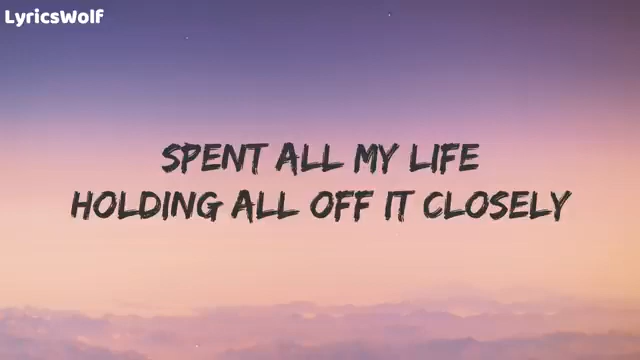 LyricsWolf
SPENT ALL MY LIFE
HOLDING ALL OFF IT CLOSELY